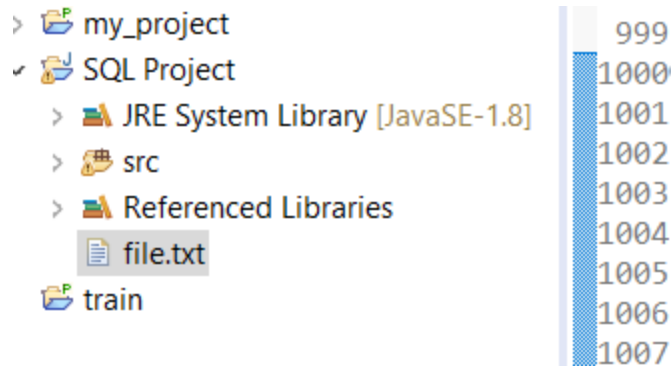 my_project
SQL Project
JRE System Library [JavaSE-1.8]
src
Referenced Libraries
file.txt
train
999
1000
1001
1002
1003
1004
1005
1006
1007